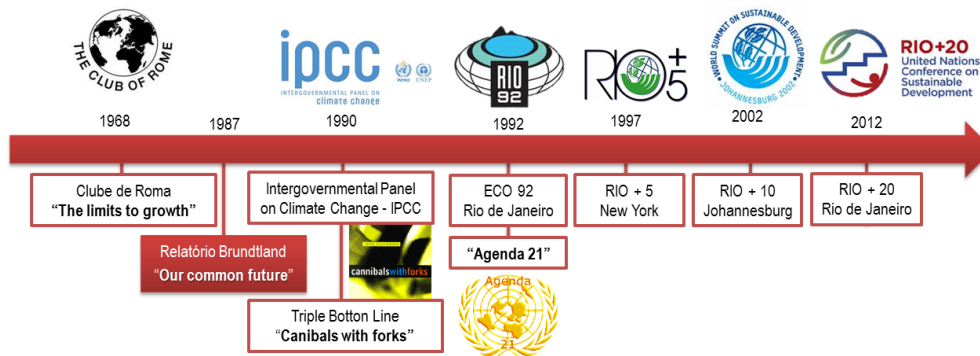 THE CLUB OF ROME
ipcc
INTERGOVERNMENTAL PANEL ON
climate change
WMO
UNEP
RIO
92
RIO+5
WORLD SUMMIT ON SUSTAINABLE DEVELOPMENT
JOHANNESBURG 2002
RIO+20
United Nations
Conference on
Sustainable
Development
1968
1987
1990
1992
1997
2002
2012
Clube de Roma
“The limits to growth”
Relatório Brundtland
“Our common future”
Intergovernmental Panel
on Climate Change - IPCC
cannibalswithforks
Triple Botton Line
“Canibals with forks”
ECO 92
Rio de Janeiro
“Agenda 21”
Agenda
21
RIO + 5
New York
RIO + 10
Johannesburg
RIO + 20
Rio de Janeiro